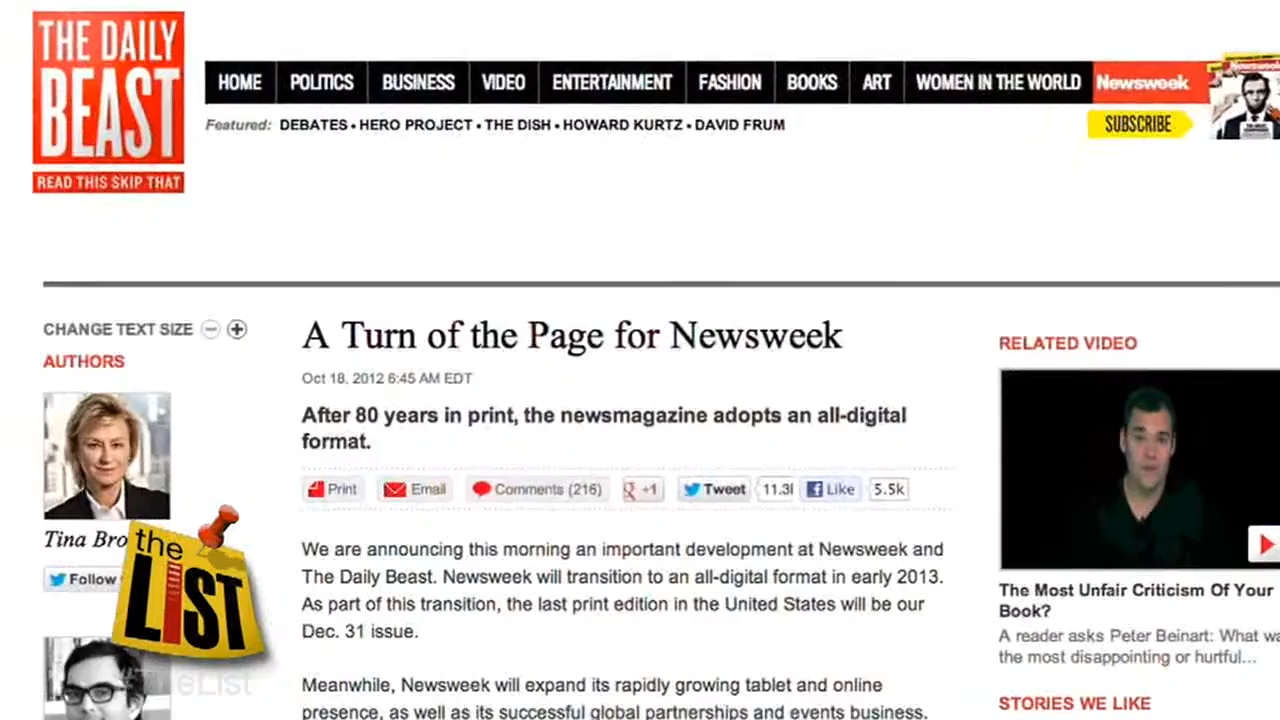 THE DAILY
BEAST
READ THIS SKIP THAT
HOME POLITICS BUSINESS VIDEO ENTERTAINMENT FASHION BOOKS ART WOMEN IN THE WORLD Newsweek
Featured: DEBATES • HERO PROJECT • THE DISH • HOWARD KURTZ • DAVID FRUM
SUBSCRIBE
CHANGE TEXT SIZE
AUTHORS
Tina Bro
Follow
the
LIST
#TheList
A Turn of the Page for Newsweek
Oct 18, 2012 6:45 AM EDT
After 80 years in print, the newsmagazine adopts an all-digital
format.
Print Email Comments (216) +1 Tweet 11.3 Like 5.5k
We are announcing this morning an important development at Newsweek and
The Daily Beast. Newsweek will transition to an all-digital format in early 2013.
As part of this transition, the last print edition in the United States will be our
Dec. 31 issue.
Meanwhile, Newsweek will expand its rapidly growing tablet and online
presence, as well as its successful global partnerships and events business.
RELATED VIDEO
The Most Unfair Criticism Of Your
Book?
A reader asks Peter Beinart: What wa
the most disappointing or hurtful...
STORIES WE LIKE